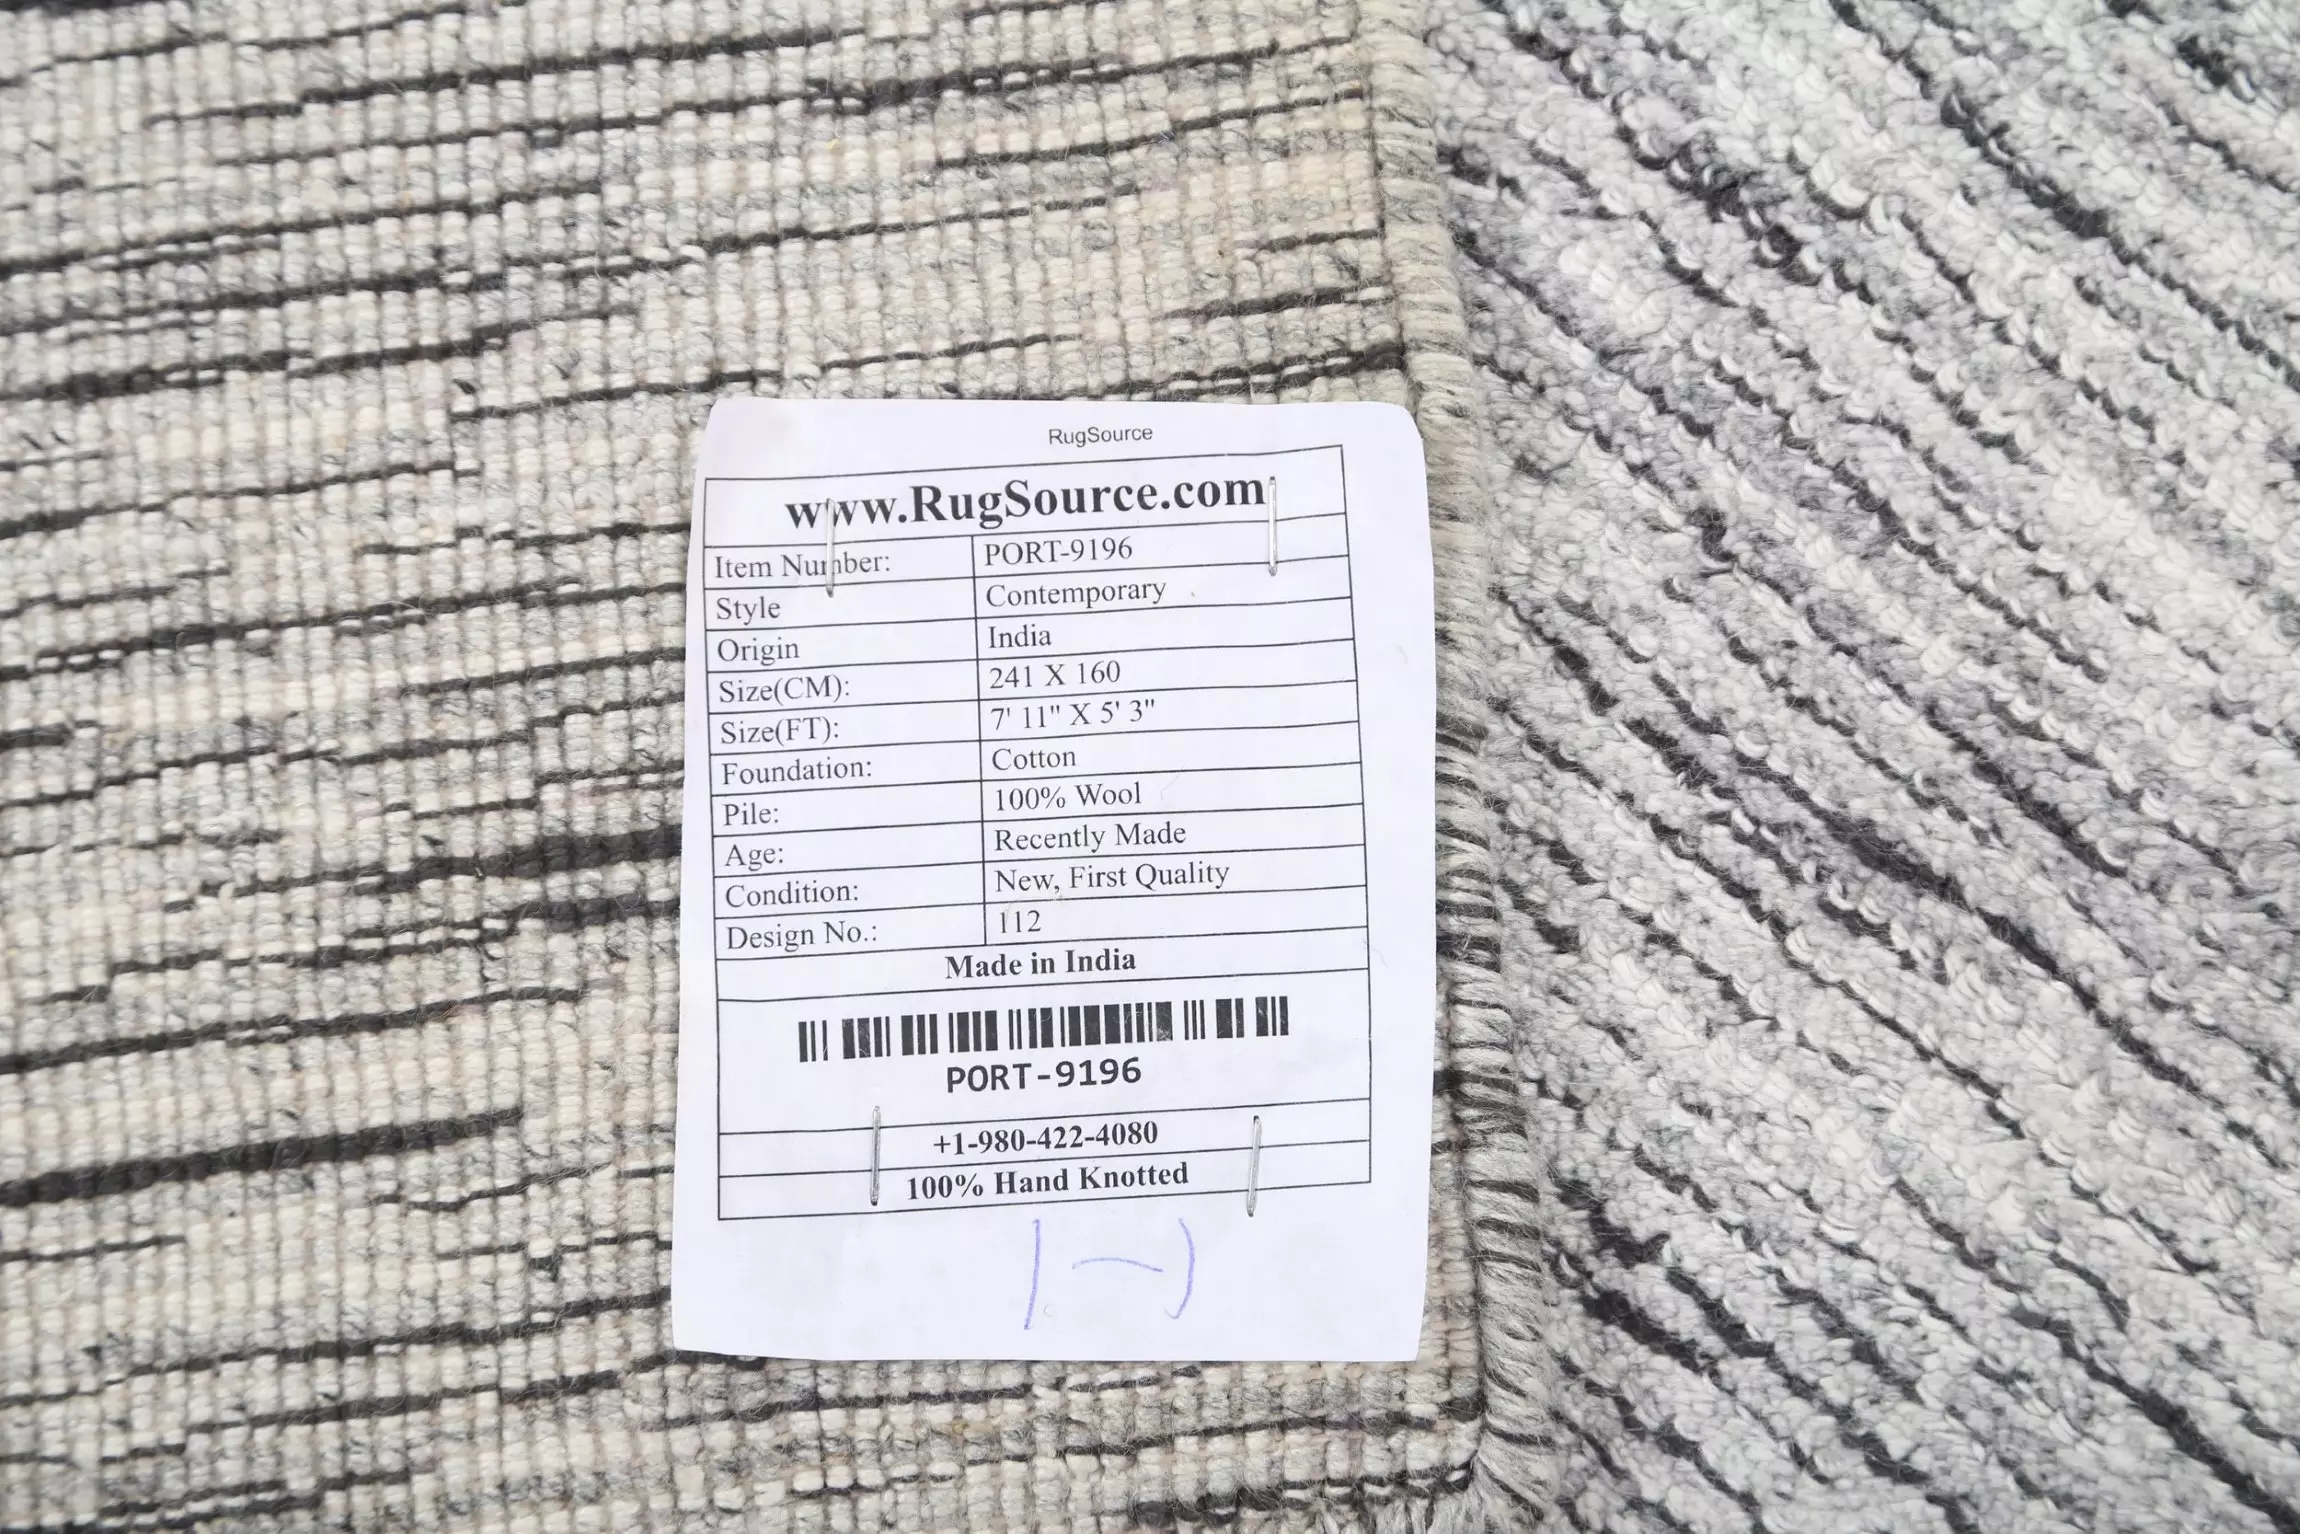 RugSource
www.RugSource.com
Item Number: PORT-9196
Style Contemporary
Origin India
Size(CM): 241 X 160
Size(FT): 7' 11" X 5' 3"
Foundation: Cotton
Pile: 100% Wool
Age: Recently Made
Condition: New, First Quality
Design No.: 112
Made in India
PORT-9196
+1-980-422-4080
100% Hand Knotted